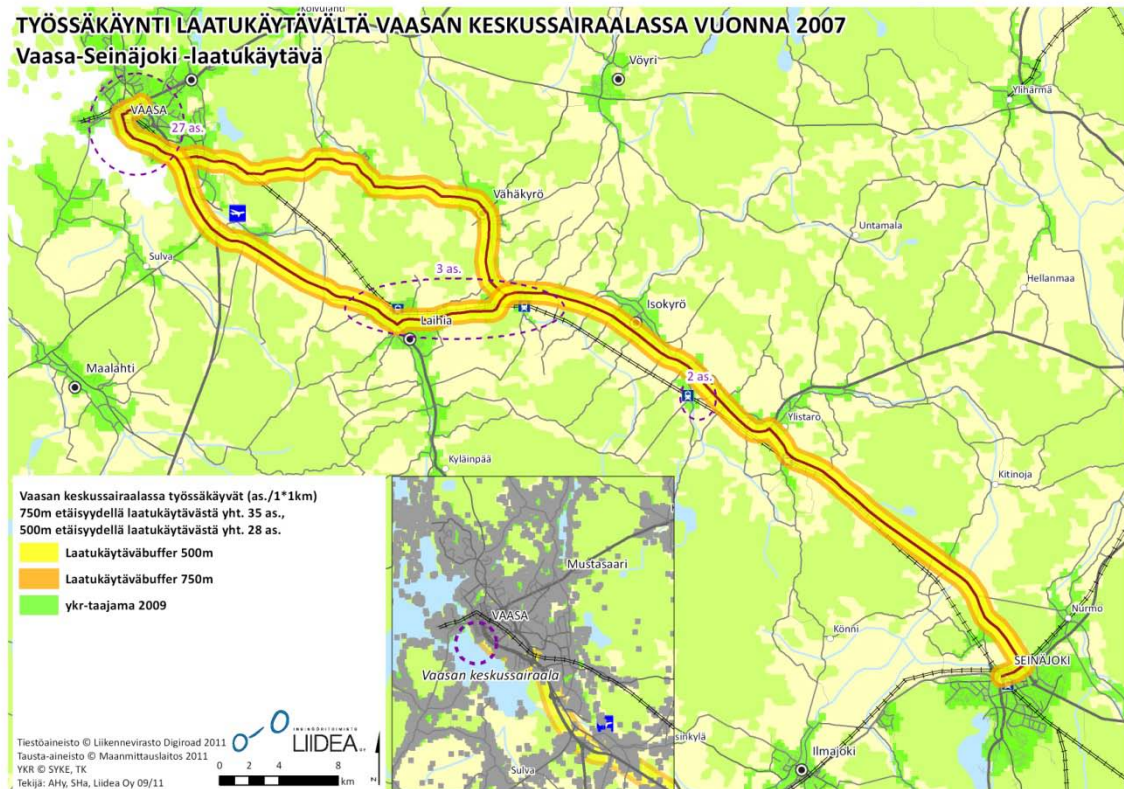 TYÖSSÄKÄYNTI LAATUKÄYTÄVÄLTÄ VAASAN KESKUSSAIRAALASSA VUONNA 2007
Vaasa-Seinäjoki -laatukäytävä
Koivulahti
Vöyri
Ylihärmä
VAASA
27 as.
Vähäkyrö
Untamala
Sulva
3 as.
Hellanmaa
Isokyrö
Laihia
Maalahti
2 as.
Ylistaro
Kyläinpää
Kitinoja
Vaasan keskussairaalassa työssäkäyvät (as./1*1km)
750m etäisyydellä laatukäytävästä yht. 35 as.,
500m etäisyydellä laatukäytävästä yht. 28 as.
Laatukäytäväbuffer 500m
Laatukäytäväbuffer 750m
ykr-taajama 2009
Mustasaari
VAASA
Vaasan keskussairaala
Sulva
Nurmo
Könni
SEINÄJOKI
sinkylä
Ilmajoki
Tiestöaineisto © Liikennevirasto Digiroad 2011
Tausta-aineisto © Maanmittauslaitos 2011
YKR © SYKE, TK
Tekijä: AHy, SHa, Liidea Oy 09/11
INSINÖÖRITOIMISTO
LIIDEA
0 2 4 8
km